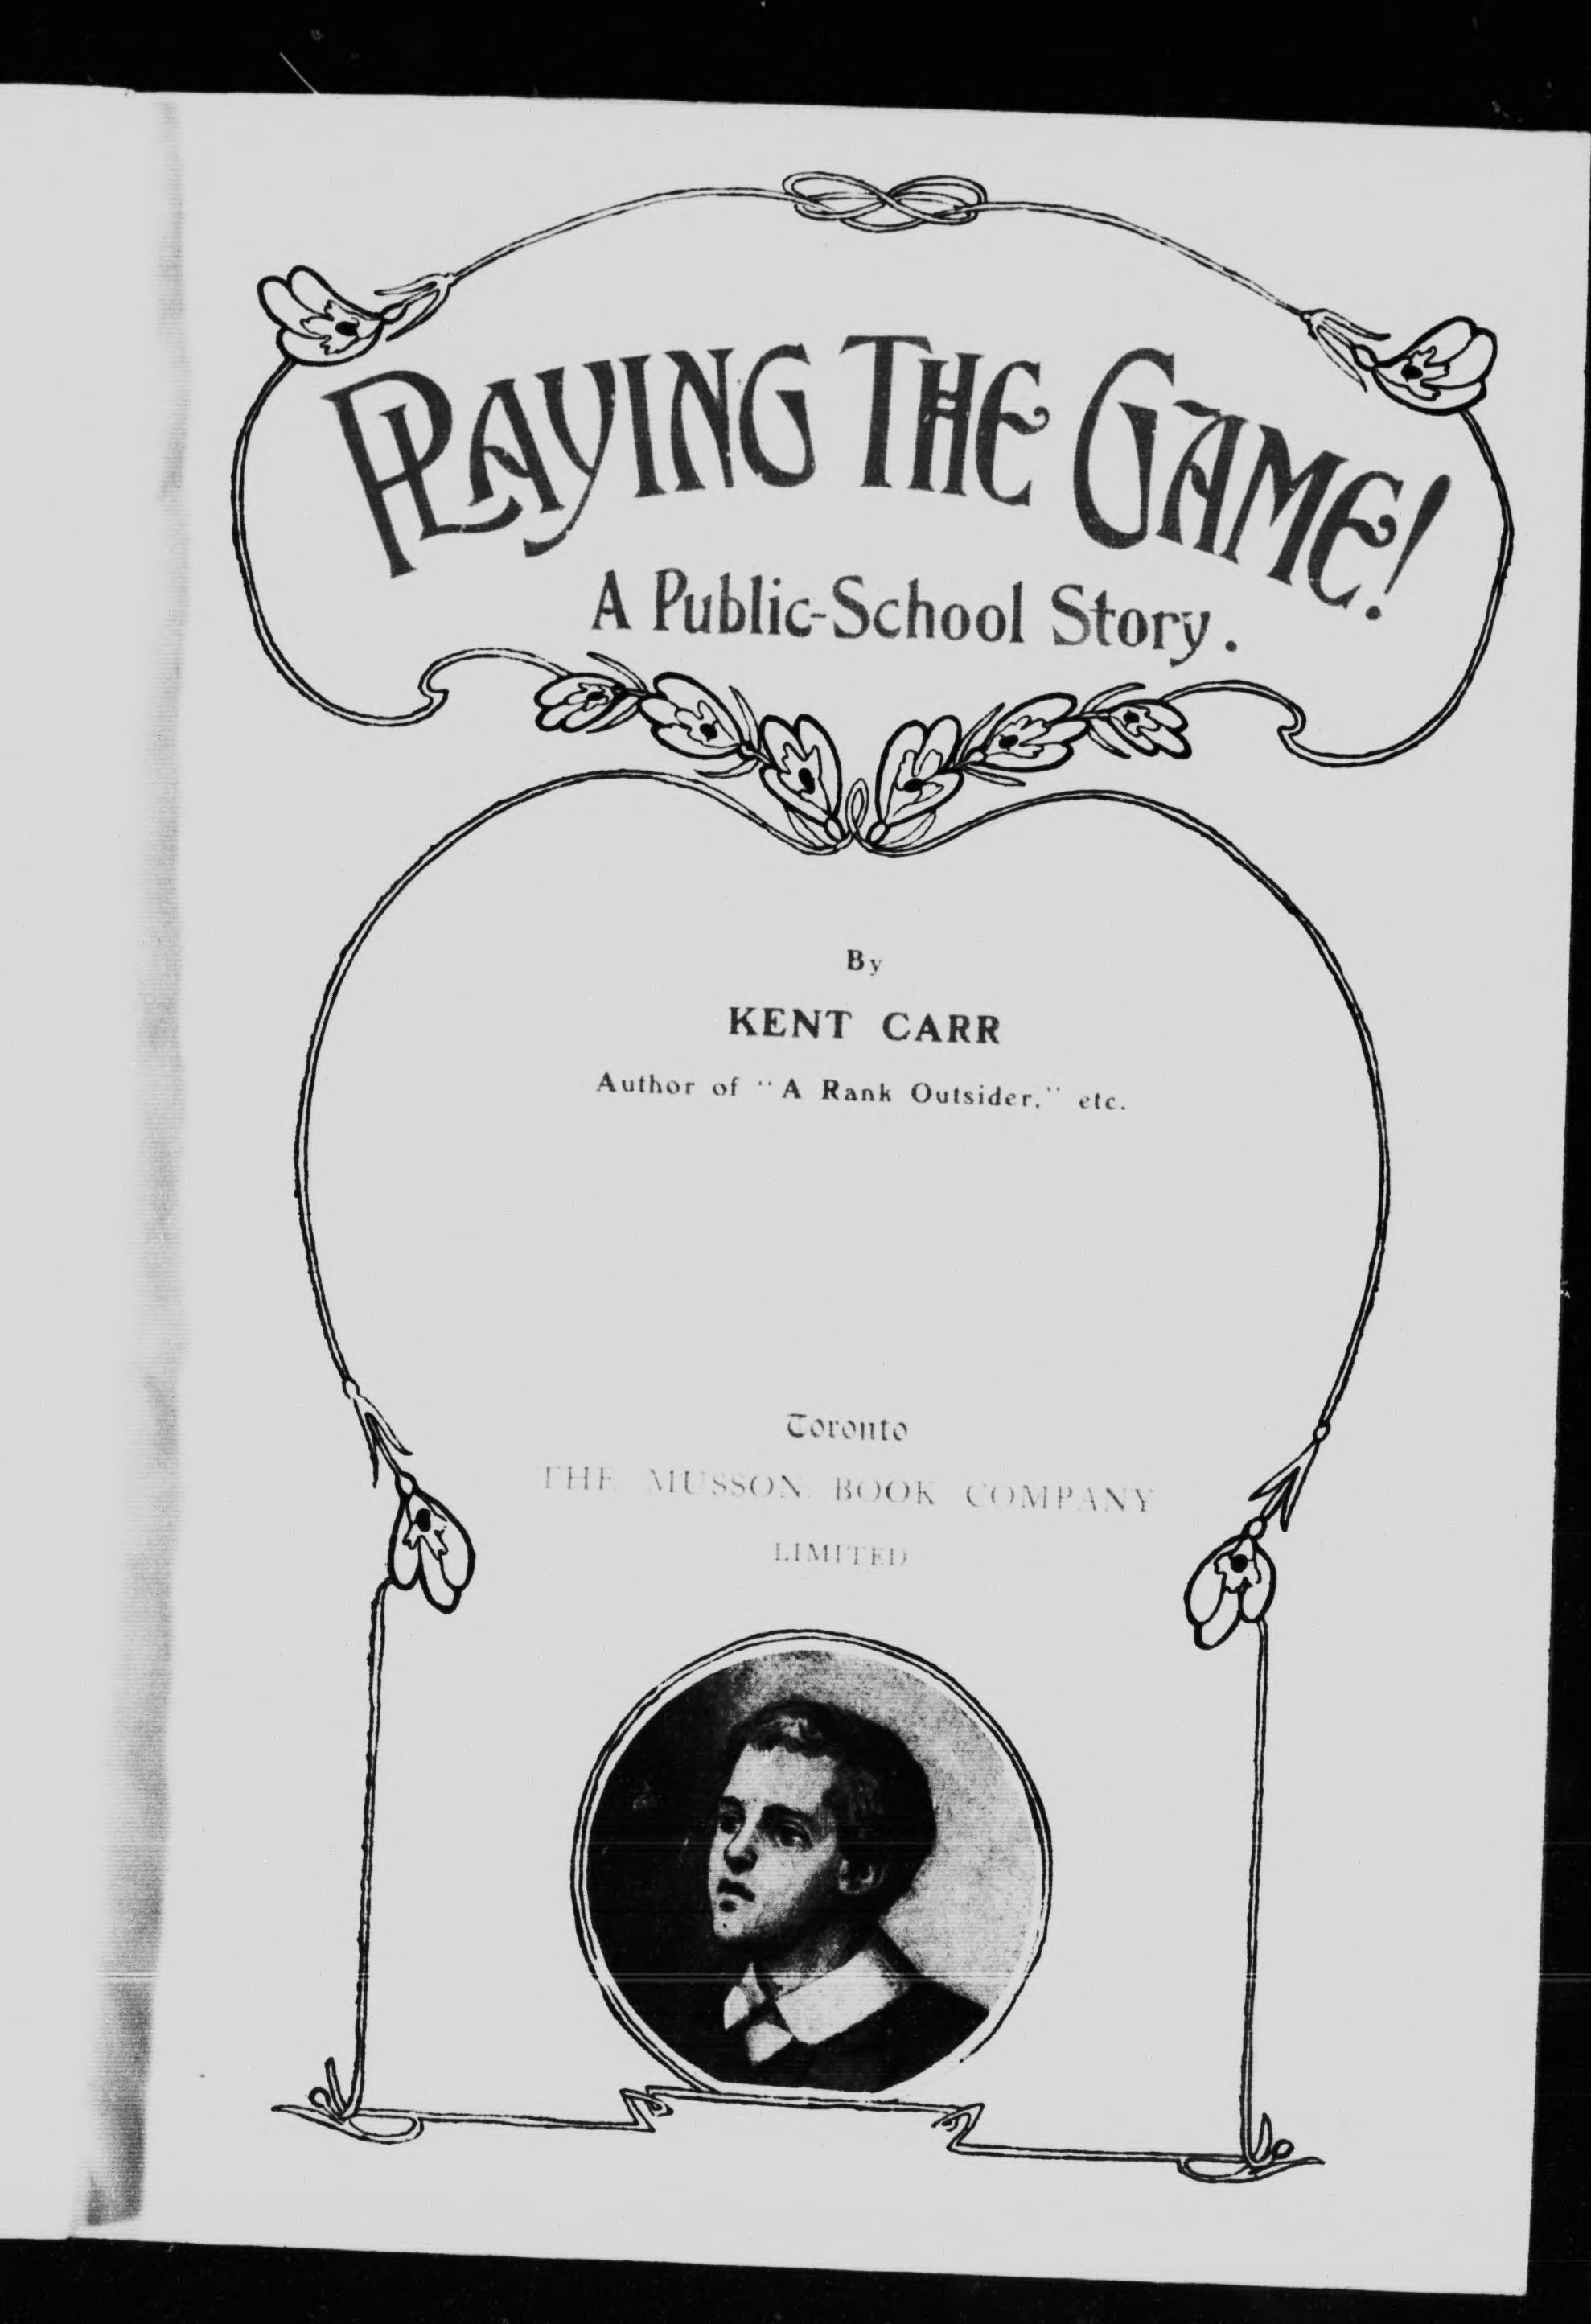 PLAYING THE GAME!
A Public-School Story.
By
KENT CARR
Author of "A Rank Outsider," etc.
Toronto
THE MUSSON BOOK COMPANY
LIMITED